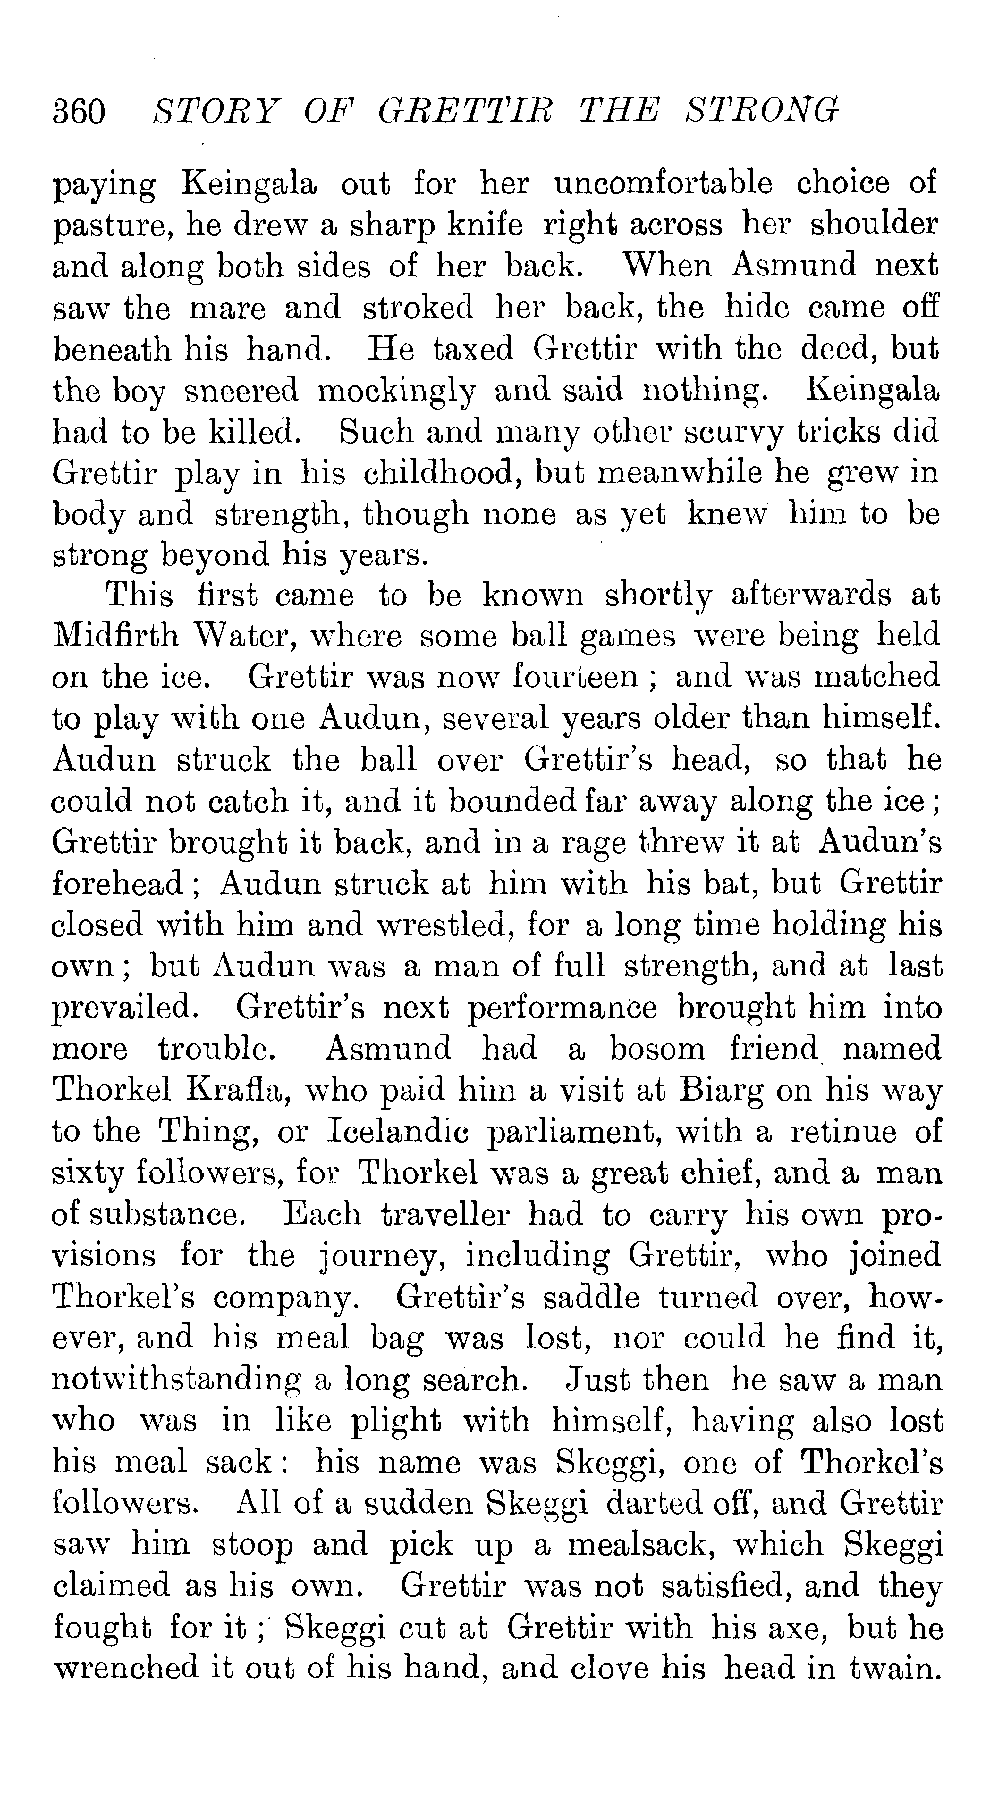 360 STORY OF GRETTIR THE STRONG
paying Keingala out for her uncomfortable choice of
pasture, he drew a sharp knife right across her shoulder
and along both sides of her back. When Asmund next
saw the mare and stroked her back, the hide came off
beneath his hand. He taxed Grettir with the deed, but
the boy sneered mockingly and said nothing. Keingala
had to be killed. Such and many other scurvy tricks did
Grettir play in his childhood, but meanwhile he grew in
body and strength, though none as yet knew him to be
strong beyond his years.
This first came to be known shortly afterwards at
Midfirth Water, where some ball games were being held
on the ice. Grettir was now fourteen ; and was matched
to play with one Audun, several years older than himself.
Audun struck the ball over Grettir's head, so that he
could not catch it, and it bounded far away along the ice ;
Grettir brought it back, and in a rage threw it at Audun's
forehead ; Audun struck at him with his bat, but Grettir
closed with him and wrestled, for a long time holding his
own ; but Audun was a man of full strength, and at last
prevailed. Grettir's next performance brought him into
more trouble. Asmund had a bosom friend named
Thorkel Krafla, who paid him a visit at Biarg on his way
to the Thing, or Icelandic parliament, with a retinue of
sixty followers, for Thorkel was a great chief, and a man
of substance. Each traveller had to carry his own pro-
visions for the journey, including Grettir, who joined
Thorkel's company. Grettir's saddle turned over, how-
ever, and his meal bag was lost, nor could he find it,
notwithstanding a long search. Just then he saw a man
who was in like plight with himself, having also lost
his meal sack : his name was Skeggi, one of Thorkel's
followers. All of a sudden Skeggi darted off, and Grettir
saw him stoop and pick up a mealsack, which Skeggi
claimed as his own. Grettir was not satisfied, and they
fought for it ; Skeggi cut at Grettir with his axe, but he
wrenched it out of his hand, and clove his head in twain.